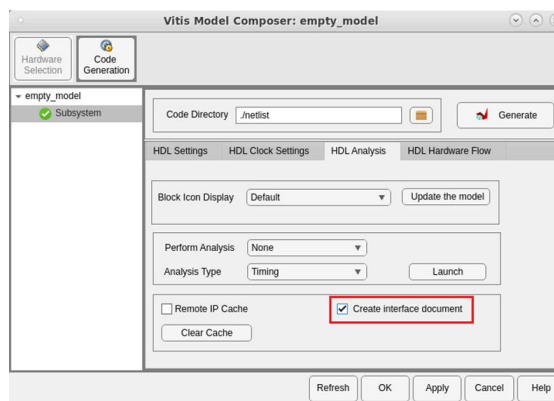 Vitis Model Composer: empty_model
Hardware
Selection
Code
Generation
empty_model
Subsystem
Code Directory ./netlist
Generate
HDL Settings HDL Clock Settings HDL Analysis HDL Hardware Flow
Block Icon Display Default Update the model
Perform Analysis None
Analysis Type Timing Launch
Remote IP Cache Create interface document
Clear Cache
Refresh OK Apply Cancel Help